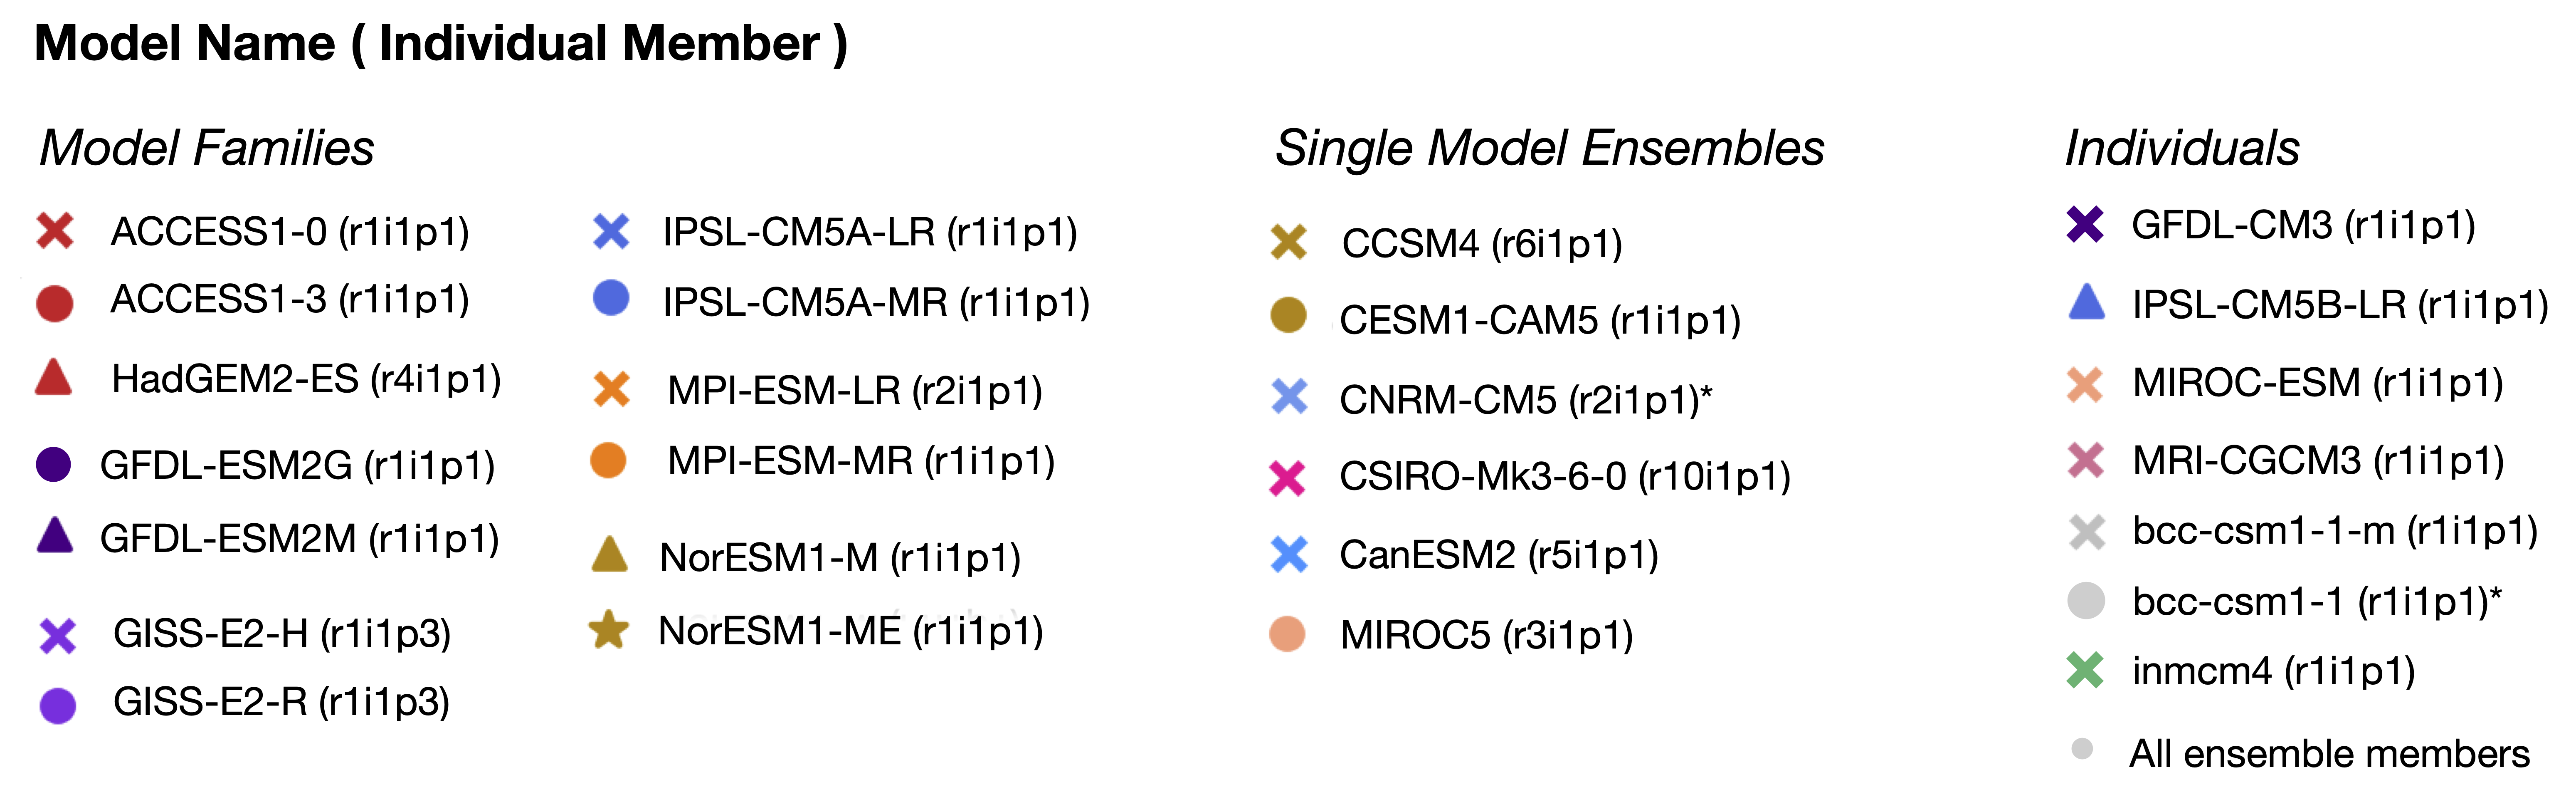 Model Name ( Individual Member )
Model Families
ACCESS1-0 (r1i1p1)
ACCESS1-3 (r1i1p1)
HadGEM2-ES (r4i1p1)
GFDL-ESM2G (r1i1p1)
GFDL-ESM2M (r1i1p1)
GISS-E2-H (r1i1p3)
GISS-E2-R (r1i1p3)
IPSL-CM5A-LR (r1i1p1)
IPSL-CM5A-MR (r1i1p1)
MPI-ESM-LR (r2i1p1)
MPI-ESM-MR (r1i1p1)
NorESM1-M (r1i1p1)
NorESM1-ME (r1i1p1)
Single Model Ensembles
CCSM4 (r6i1p1)
CESM1-CAM5 (r1i1p1)
CNRM-CM5 (r2i1p1)*
CSIRO-Mk3-6-0 (r10i1p1)
CanESM2 (r5i1p1)
MIROC5 (r3i1p1)
Individuals
GFDL-CM3 (r1i1p1)
IPSL-CM5B-LR (r1i1p1)
MIROC-ESM (r1i1p1)
MRI-CGCM3 (r1i1p1)
bcc-csm1-1-m (r1i1p1)
bcc-csm1-1 (r1i1p1)*
inmcm4 (r1i1p1)
All ensemble members